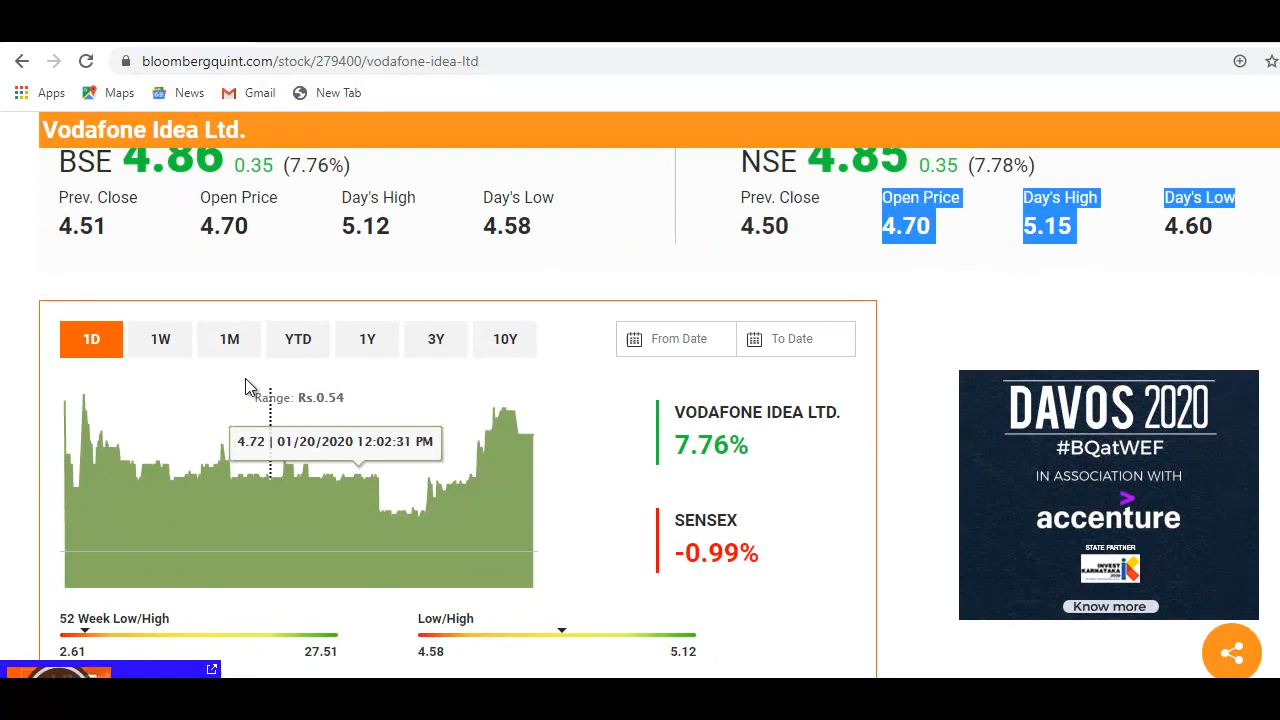 bloombergquint.com/stock/279400/vodafone-idea-ltd
Apps Maps News Gmail New Tab
Vodafone Idea Ltd.
BSE 4.86 0.35 (7.76%)
Prev. Close Open Price Day's High Day's Low
4.51 4.70 5.12 4.58
NSE 4.85 0.35 (7.78%)
Prev. Close Open Price Day's High Day's Low
4.50 4.70 5.15 4.60
1D 1W 1M YTD 1Y 3Y 10Y
From Date To Date
Range: Rs.0.54
4.72 | 01/20/2020 12:02:31 PM
VODAFONE IDEA LTD.
7.76%
SENSEX
-0.99%
52 Week Low/High
2.61 27.51
Low/High
4.58 5.12
DAVOS 2020
#BQatWEF
IN ASSOCIATION WITH
accenture
STATE PARTNER
INVEST
KARNATAKA
Know more